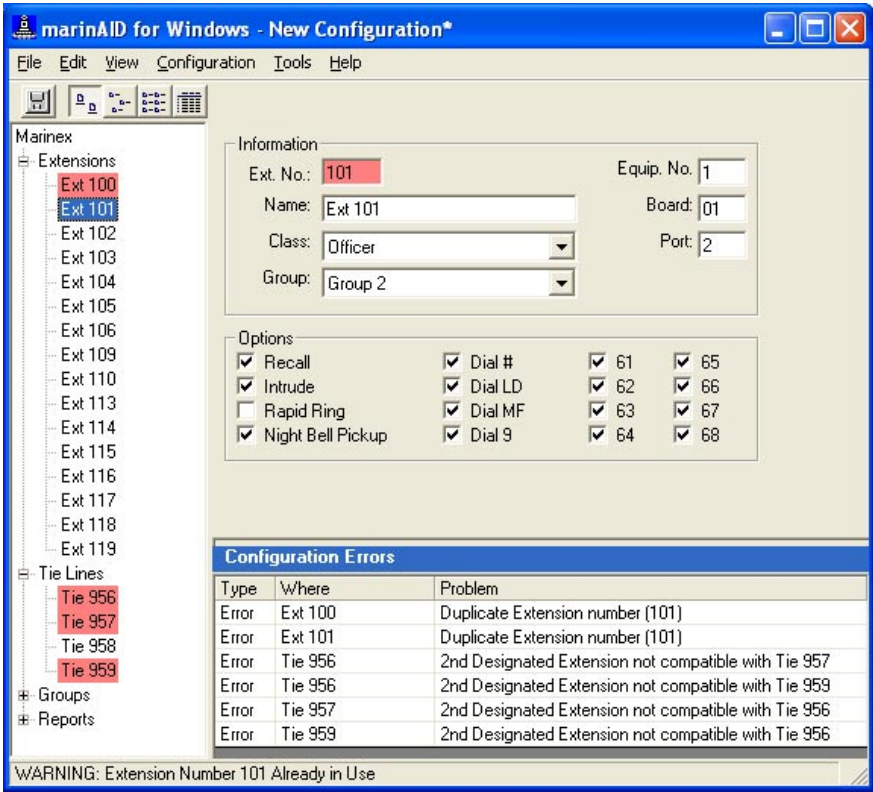 marinAID for Windows - New Configuration*
File Edit View Configuration Tools Help
Marinex
Extensions
Ext 100
Ext 101
Ext 102
Ext 103
Ext 104
Ext 105
Ext 106
Ext 109
Ext 110
Ext 113
Ext 114
Ext 115
Ext 116
Ext 117
Ext 118
Ext 119
Tie Lines
Tie 956
Tie 957
Tie 958
Tie 959
Groups
Reports
Information
Ext. No.: 101 Equip. No. 1
Name: Ext 101 Board: 01
Class: Officer Port: 2
Group: Group 2
Options
Recall Dial # 61 65
Intrude Dial LD 62 66
Rapid Ring Dial MF 63 67
Night Bell Pickup Dial 9 64 68
Configuration Errors
Type Where Problem
Error Ext 100 Duplicate Extension number (101)
Error Ext 101 Duplicate Extension number (101)
Error Tie 956 2nd Designated Extension not compatible with Tie 957
Error Tie 956 2nd Designated Extension not compatible with Tie 959
Error Tie 957 2nd Designated Extension not compatible with Tie 956
Error Tie 959 2nd Designated Extension not compatible with Tie 956
WARNING: Extension Number 101 Already in Use